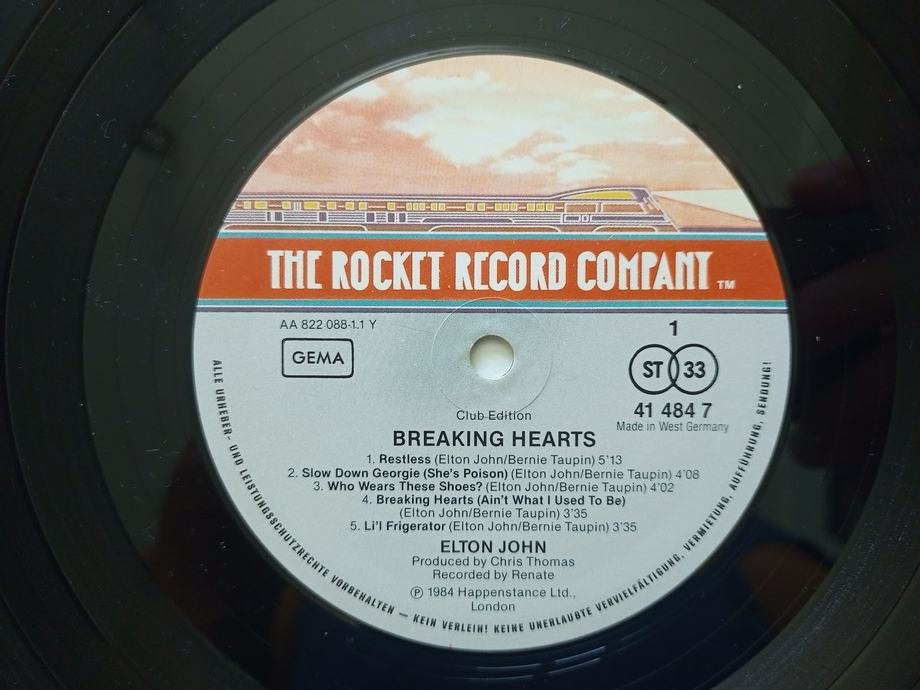 THE ROCKET RECORD COMPANY TM
AA 822 088-1.1 Y
GEMA
1
ST 33
41 484 7
Made in West Germany
Club Edition
BREAKING HEARTS
1. Restless (Elton John/Bernie Taupin) 5'13
2. Slow Down Georgie (She's Poison) (Elton John/Bernie Taupin) 4'08
3. Who Wears These Shoes? (Elton John/Bernie Taupin) 4'02
4. Breaking Hearts (Ain't What I Used To Be)
(Elton John/Bernie Taupin) 3'35
5. Li'l Frigerator (Elton John/Bernie Taupin) 3'35
ELTON JOHN
Produced by Chris Thomas
Recorded by Renate
℗ 1984 Happenstance Ltd.,
London
ALLE URHEBER- UND LEISTUNGSSCHUTZRECHTE VORBEHALTEN — KEIN VERLEIH! KEINE UNERLAUBTE VERVIELFÄLTIGUNG, VERMIETUNG, AUFFÜHRUNG, SENDUNG!